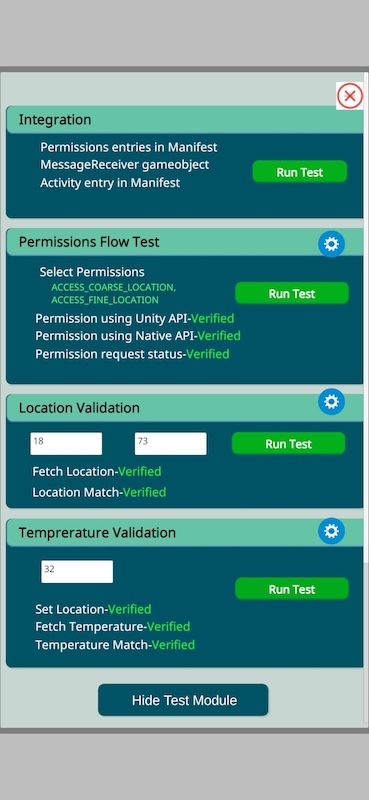 Integration
Permissions entries in Manifest
MessageReceiver gameobject
Activity entry in Manifest
Run Test
Permissions Flow Test
Select Permissions
ACCESS_COARSE_LOCATION,
ACCESS_FINE_LOCATION
Run Test
Permission using Unity API-Verified
Permission using Native API-Verified
Permission request status-Verified
Location Validation
18 73
Run Test
Fetch Location-Verified
Location Match-Verified
Temprerature Validation
32
Run Test
Set Location-Verified
Fetch Temperature-Verified
Temperature Match-Verified
Hide Test Module